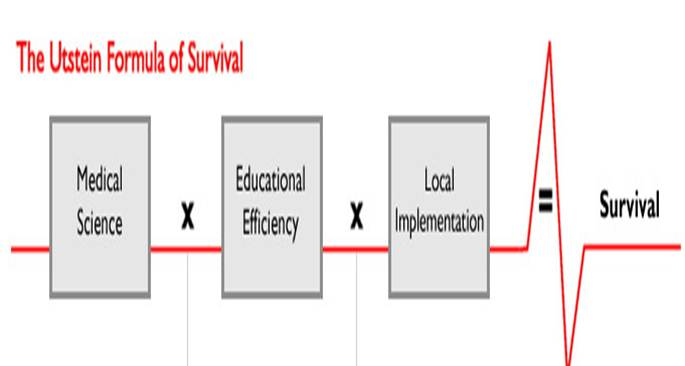 The Utstein Formula of Survival
Medical
Science
x
Educational
Efficiency
x
Local
Implementation
=
Survival